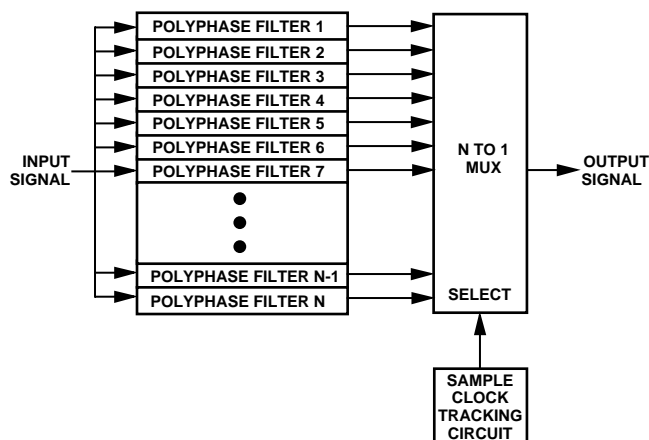 POLYPHASE FILTER 1
POLYPHASE FILTER 2
POLYPHASE FILTER 3
POLYPHASE FILTER 4
POLYPHASE FILTER 5
POLYPHASE FILTER 6
POLYPHASE FILTER 7
POLYPHASE FILTER N-1
POLYPHASE FILTER N
INPUT
SIGNAL
N TO 1
MUX
SELECT
OUTPUT
SIGNAL
SAMPLE
CLOCK
TRACKING
CIRCUIT